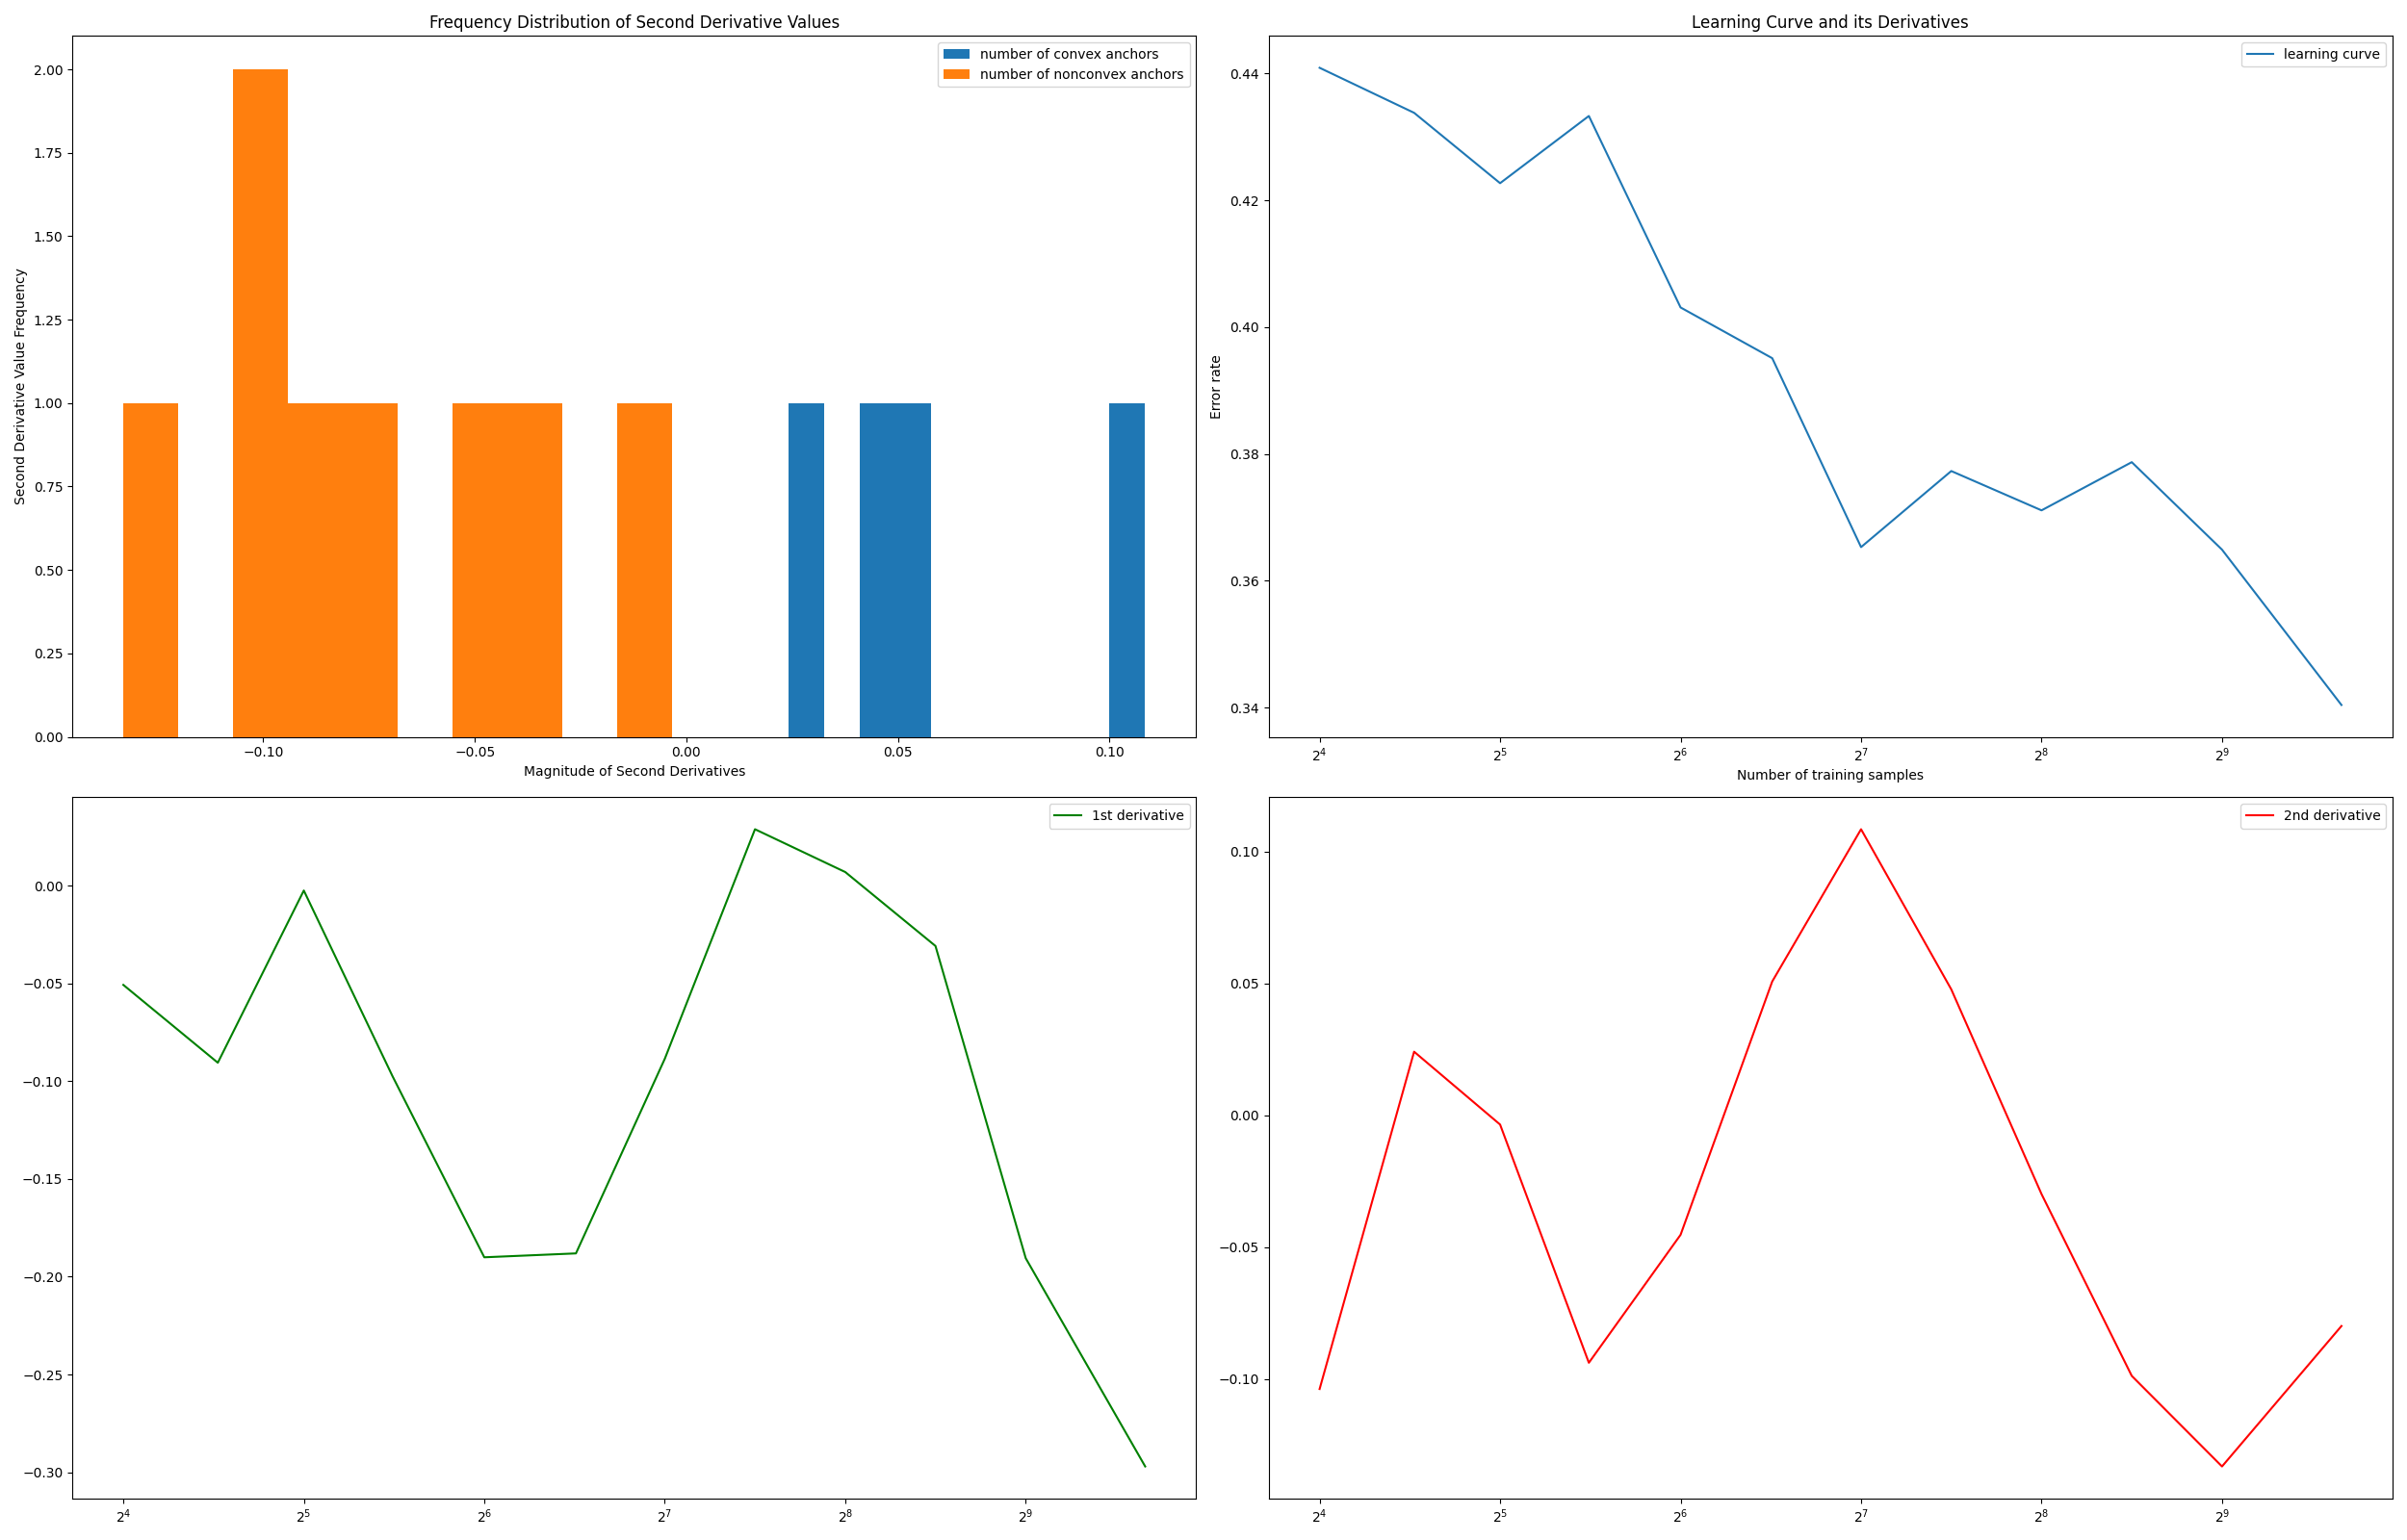 Frequency Distribution of Second Derivative Values
number of convex anchors
number of nonconvex anchors
Second Derivative Value Frequency
2.00
1.75
1.50
1.25
1.00
0.75
0.50
0.25
0.00
−0.10 −0.05 0.00 0.05 0.10
Magnitude of Second Derivatives
Learning Curve and its Derivatives
learning curve
Error rate
0.44
0.42
0.40
0.38
0.36
0.34
2⁴ 2⁵ 2⁶ 2⁷ 2⁸ 2⁹
Number of training samples
1st derivative
0.00
−0.05
−0.10
−0.15
−0.20
−0.25
−0.30
2⁴ 2⁵ 2⁶ 2⁷ 2⁸ 2⁹
2nd derivative
0.10
0.05
0.00
−0.05
−0.10
2⁴ 2⁵ 2⁶ 2⁷ 2⁸ 2⁹